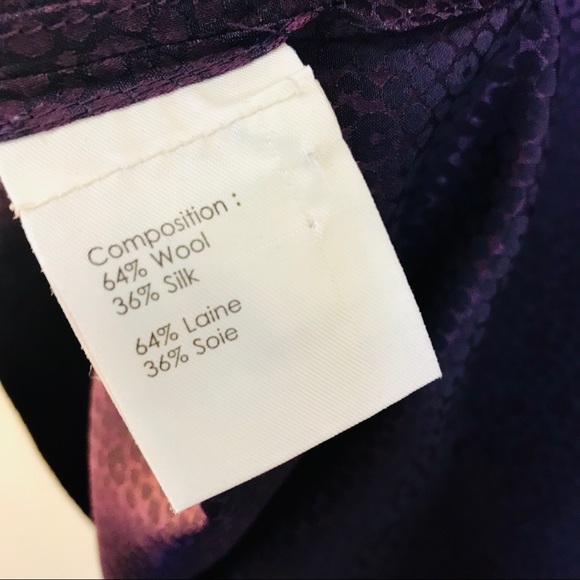 Composition :
64% Wool
36% Silk
64% Laine
36% Soie